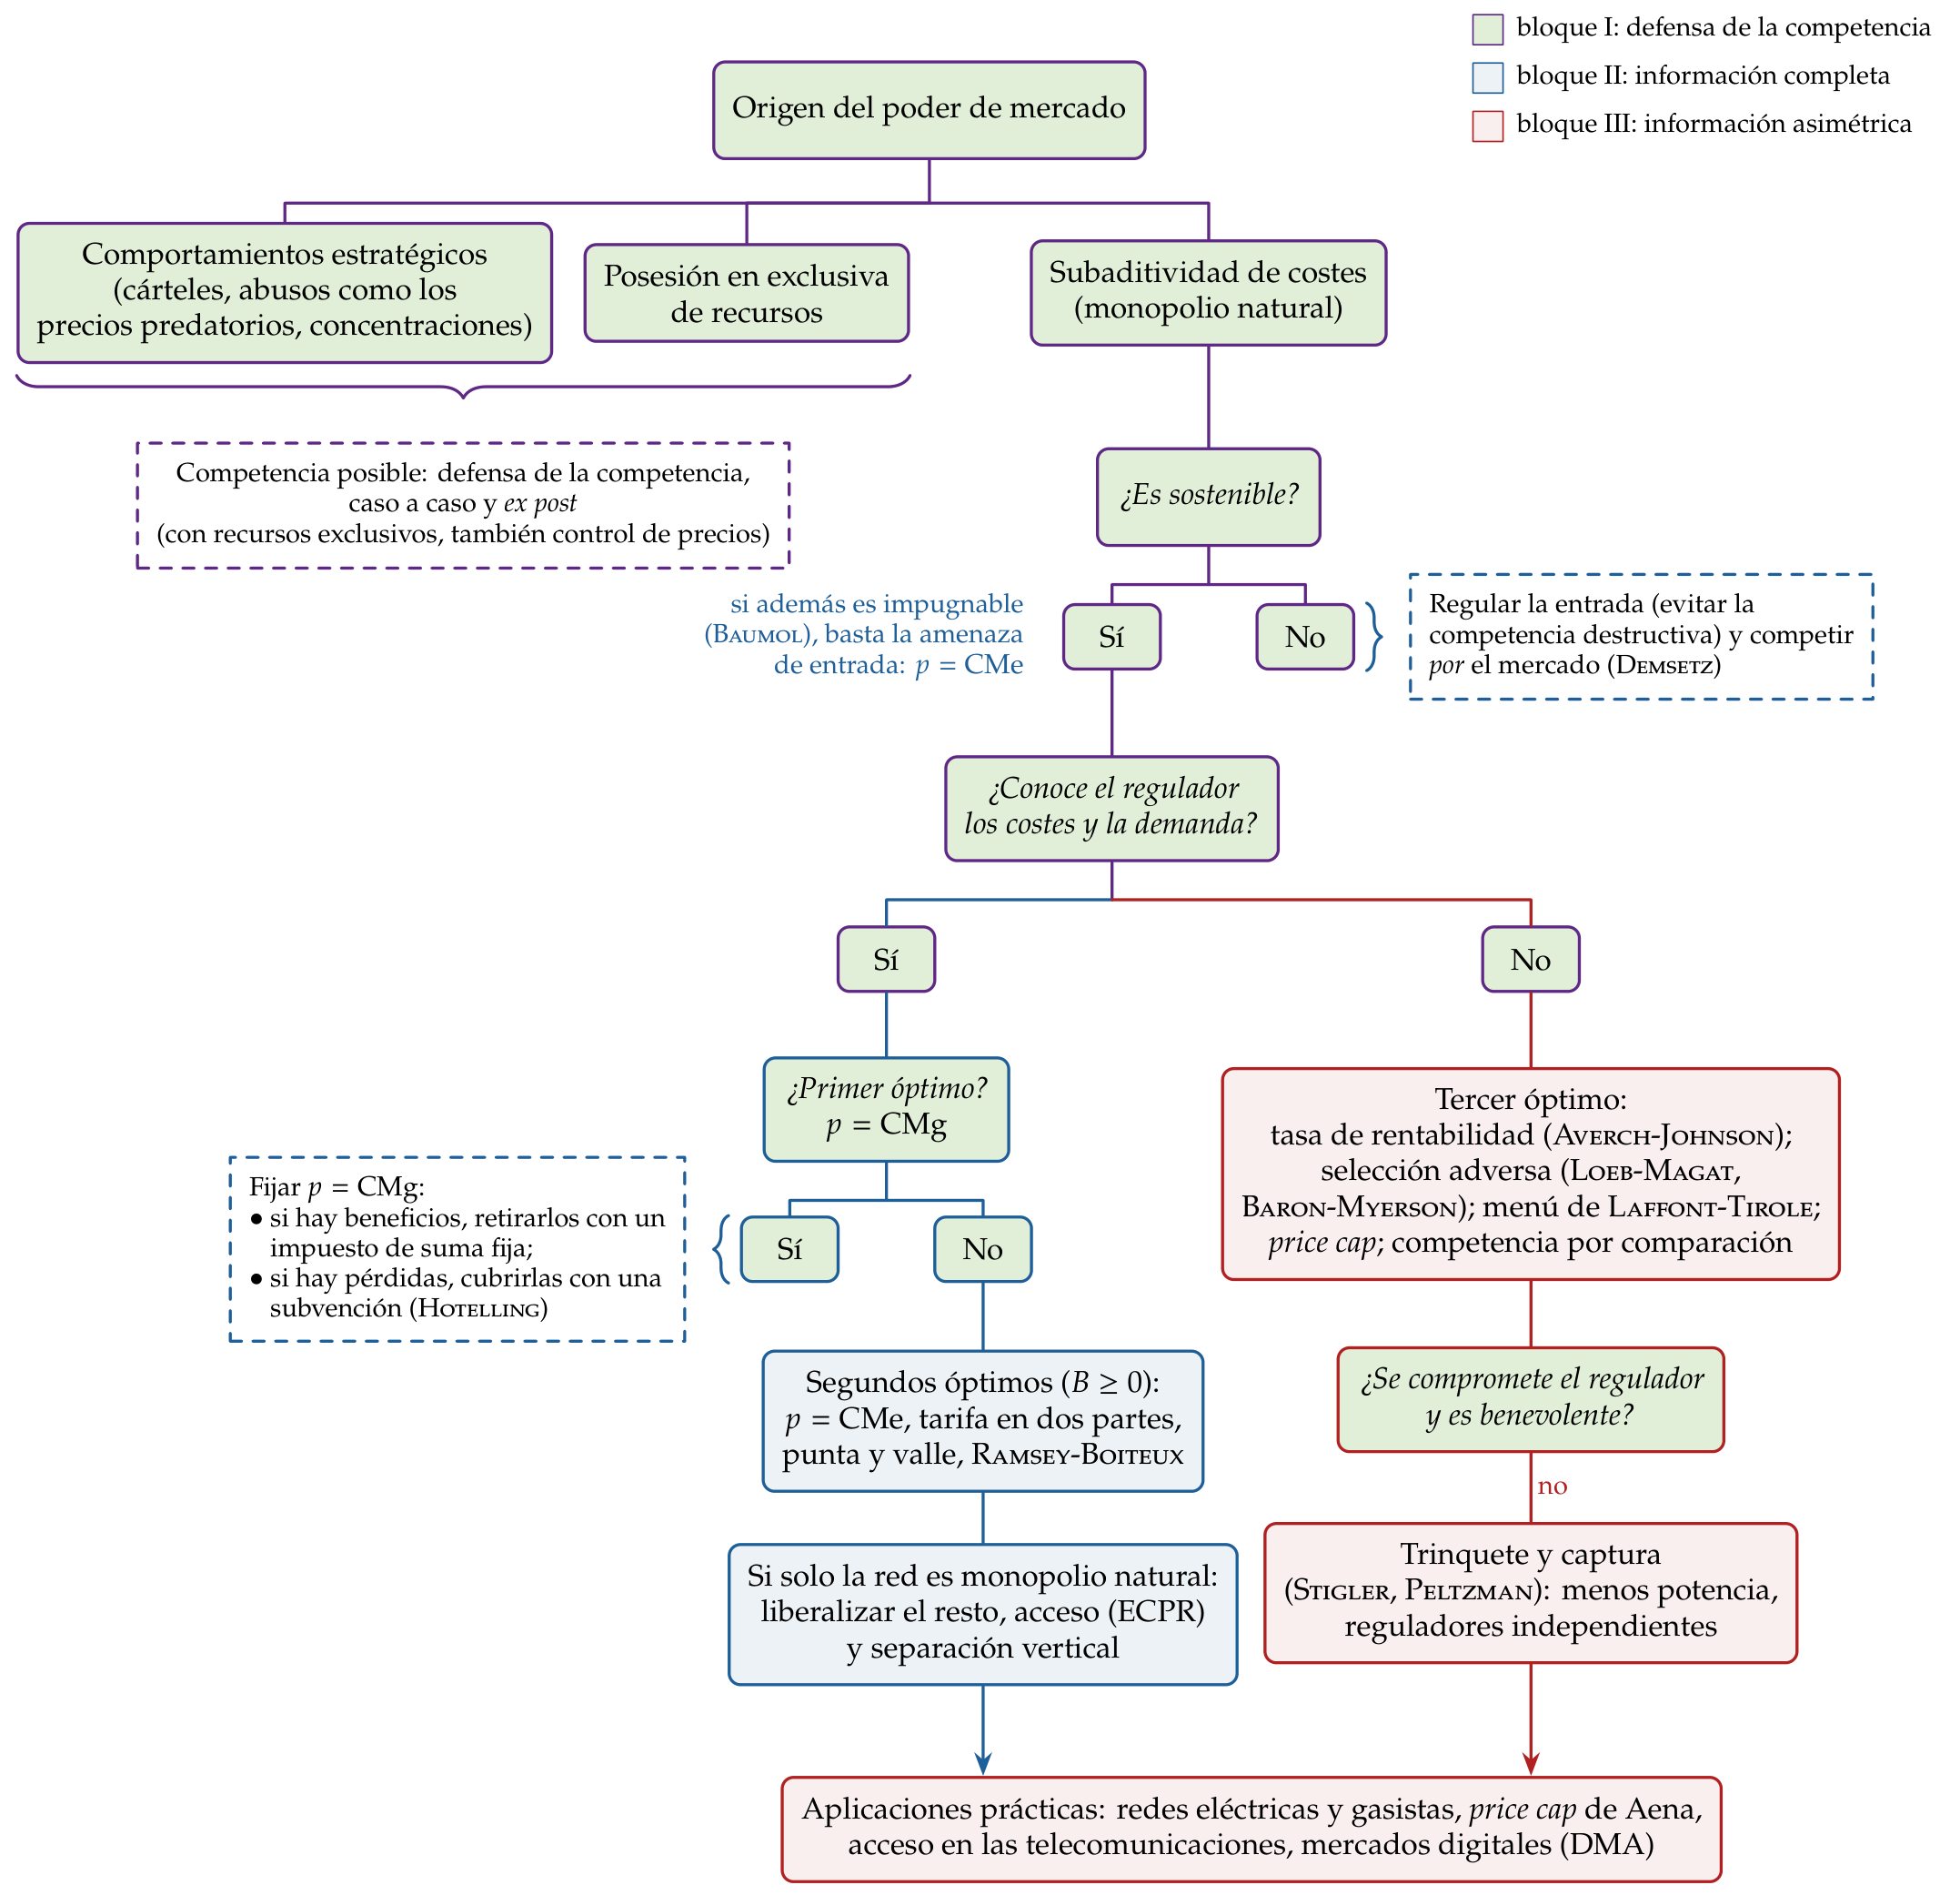 bloque I: defensa de la competencia
bloque II: información completa
bloque III: información asimétrica
Origen del poder de mercado
Comportamientos estratégicos
(cárteles, abusos como los
precios predatorios, concentraciones)
Posesión en exclusiva
de recursos
Subaditividad de costes
(monopolio natural)
Competencia posible: defensa de la competencia,
caso a caso y ex post
(con recursos exclusivos, también control de precios)
¿Es sostenible?
si además es impugnable
(Baumol), basta la amenaza
de entrada: p = CMe
Sí
No
Regular la entrada (evitar la
competencia destructiva) y competir
por el mercado (Demsetz)
¿Conoce el regulador
los costes y la demanda?
Sí
No
¿Primer óptimo?
p = CMg
Fijar p = CMg:
• si hay beneficios, retirarlos con un
impuesto de suma fija;
• si hay pérdidas, cubrirlas con una
subvención (Hotelling)
Sí
No
Tercer óptimo:
tasa de rentabilidad (Averch-Johnson);
selección adversa (Loeb-Magat,
Baron-Myerson); menú de Laffont-Tirole;
price cap; competencia por comparación
Segundos óptimos (B ≥ 0):
p = CMe, tarifa en dos partes,
punta y valle, Ramsey-Boiteux
¿Se compromete el regulador
y es benevolente?
no
Si solo la red es monopolio natural:
liberalizar el resto, acceso (ECPR)
y separación vertical
Trinquete y captura
(Stigler, Peltzman): menos potencia,
reguladores independientes
Aplicaciones prácticas: redes eléctricas y gasistas, price cap de Aena,
acceso en las telecomunicaciones, mercados digitales (DMA)